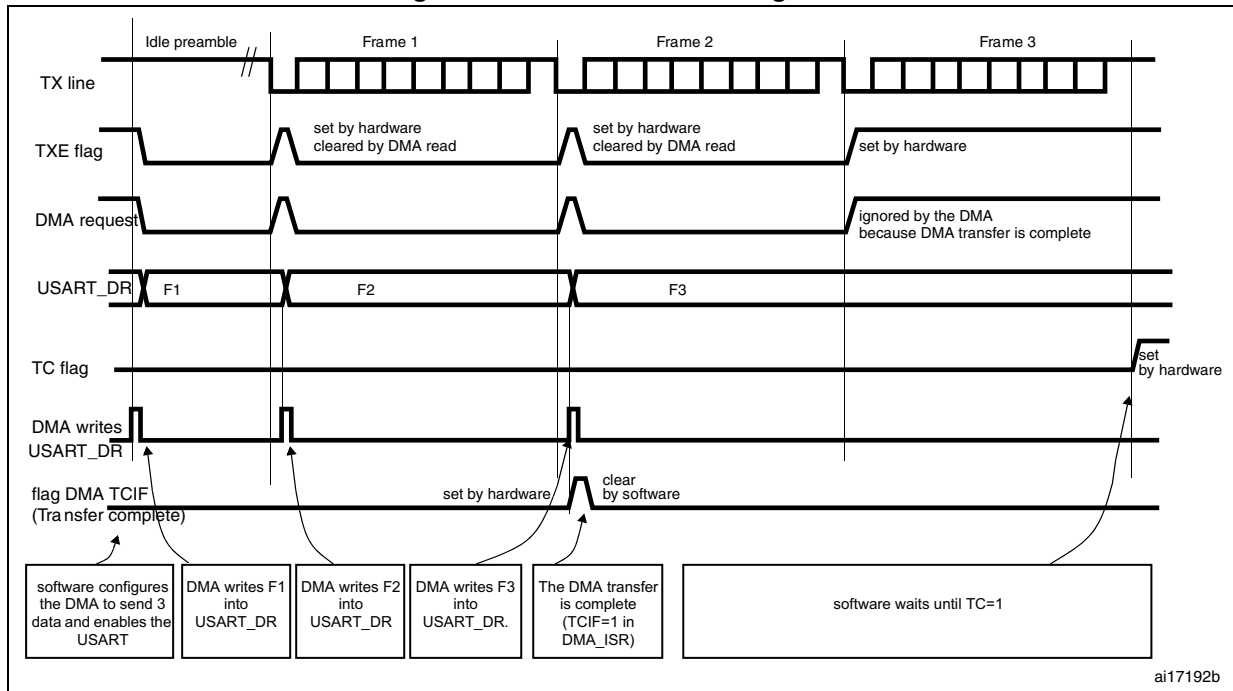 Idle preamble
Frame 1
Frame 2
Frame 3
TX line
TXE flag
set by hardware
cleared by DMA read
set by hardware
cleared by DMA read
set by hardware
DMA request
ignored by the DMA
because DMA transfer is complete
USART_DR
F1
F2
F3
TC flag
set
by hardware
DMA writes
USART_DR
flag DMA TCIF
(Transfer complete)
set by hardware
clear
by software
software configures
the DMA to send 3
data and enables the
USART
DMA writes F1
into
USART_DR
DMA writes F2
into
USART_DR
DMA writes F3
into
USART_DR.
The DMA transfer
is complete
(TCIF=1 in
DMA_ISR)
software waits until TC=1
ai17192b